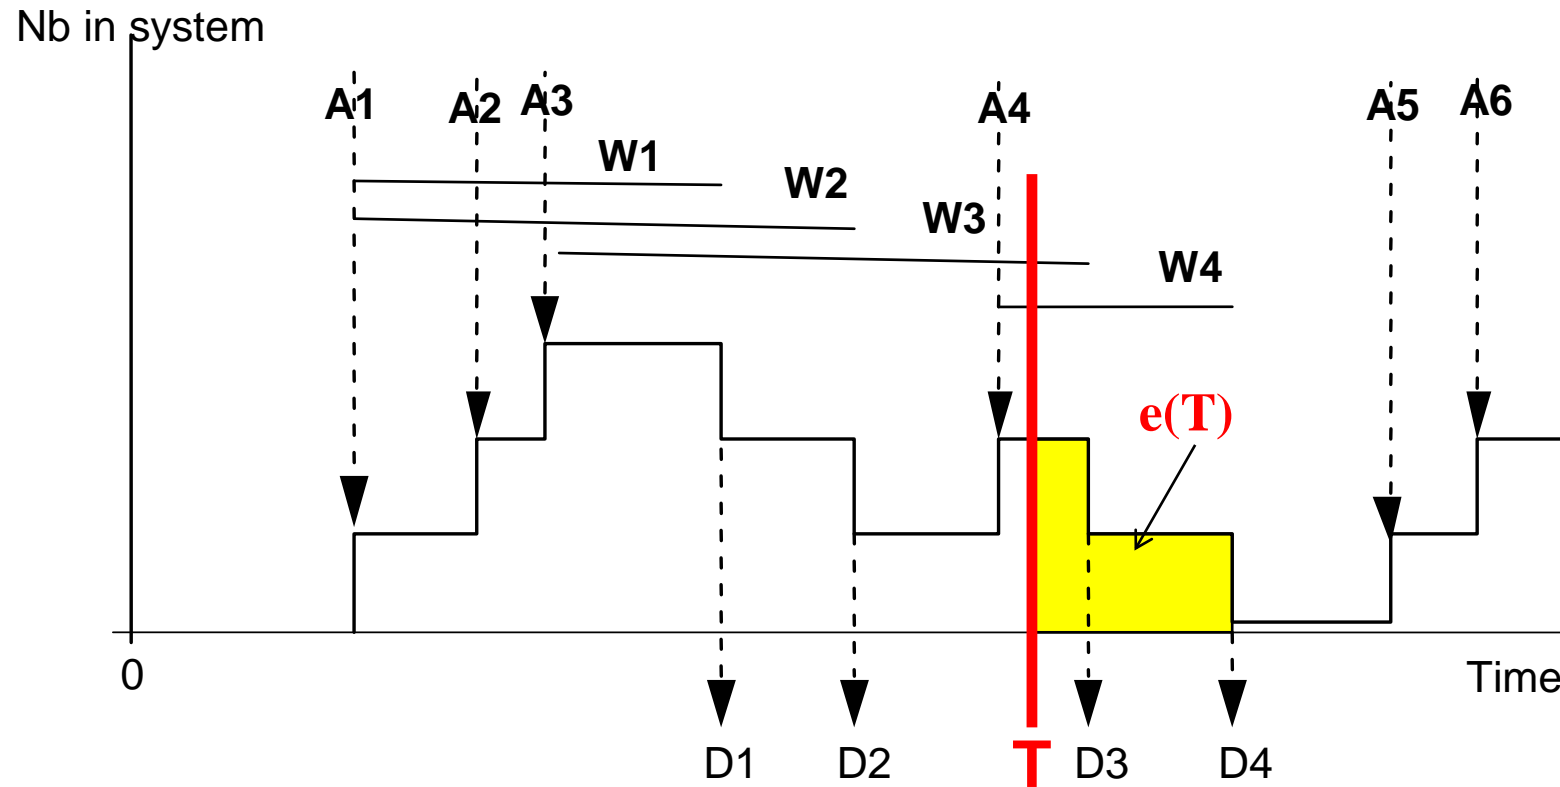 Nb in system
A1 A2 A3 A4 A5 A6
W1
W2
W3
W4
e(T)
0 Time
D1 D2 T D3 D4